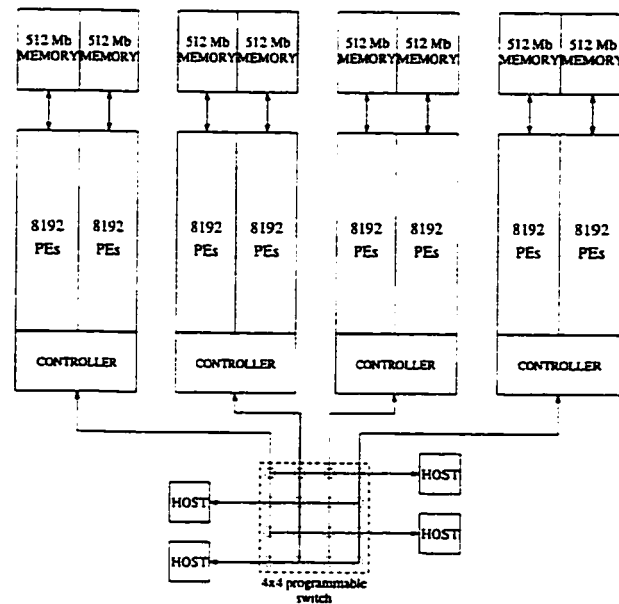 512 Mb 512 Mb
MEMORY MEMORY
512 Mb 512 Mb
MEMORY MEMORY
512 Mb 512 Mb
MEMORY MEMORY
512 Mb 512 Mb
MEMORY MEMORY
8192 8192
PEs PEs
8192 8192
PEs PEs
8192 8192
PEs PEs
8192 8192
PEs PEs
CONTROLLER
CONTROLLER
CONTROLLER
CONTROLLER
HOST
HOST
HOST
HOST
4x4 programmable
switch